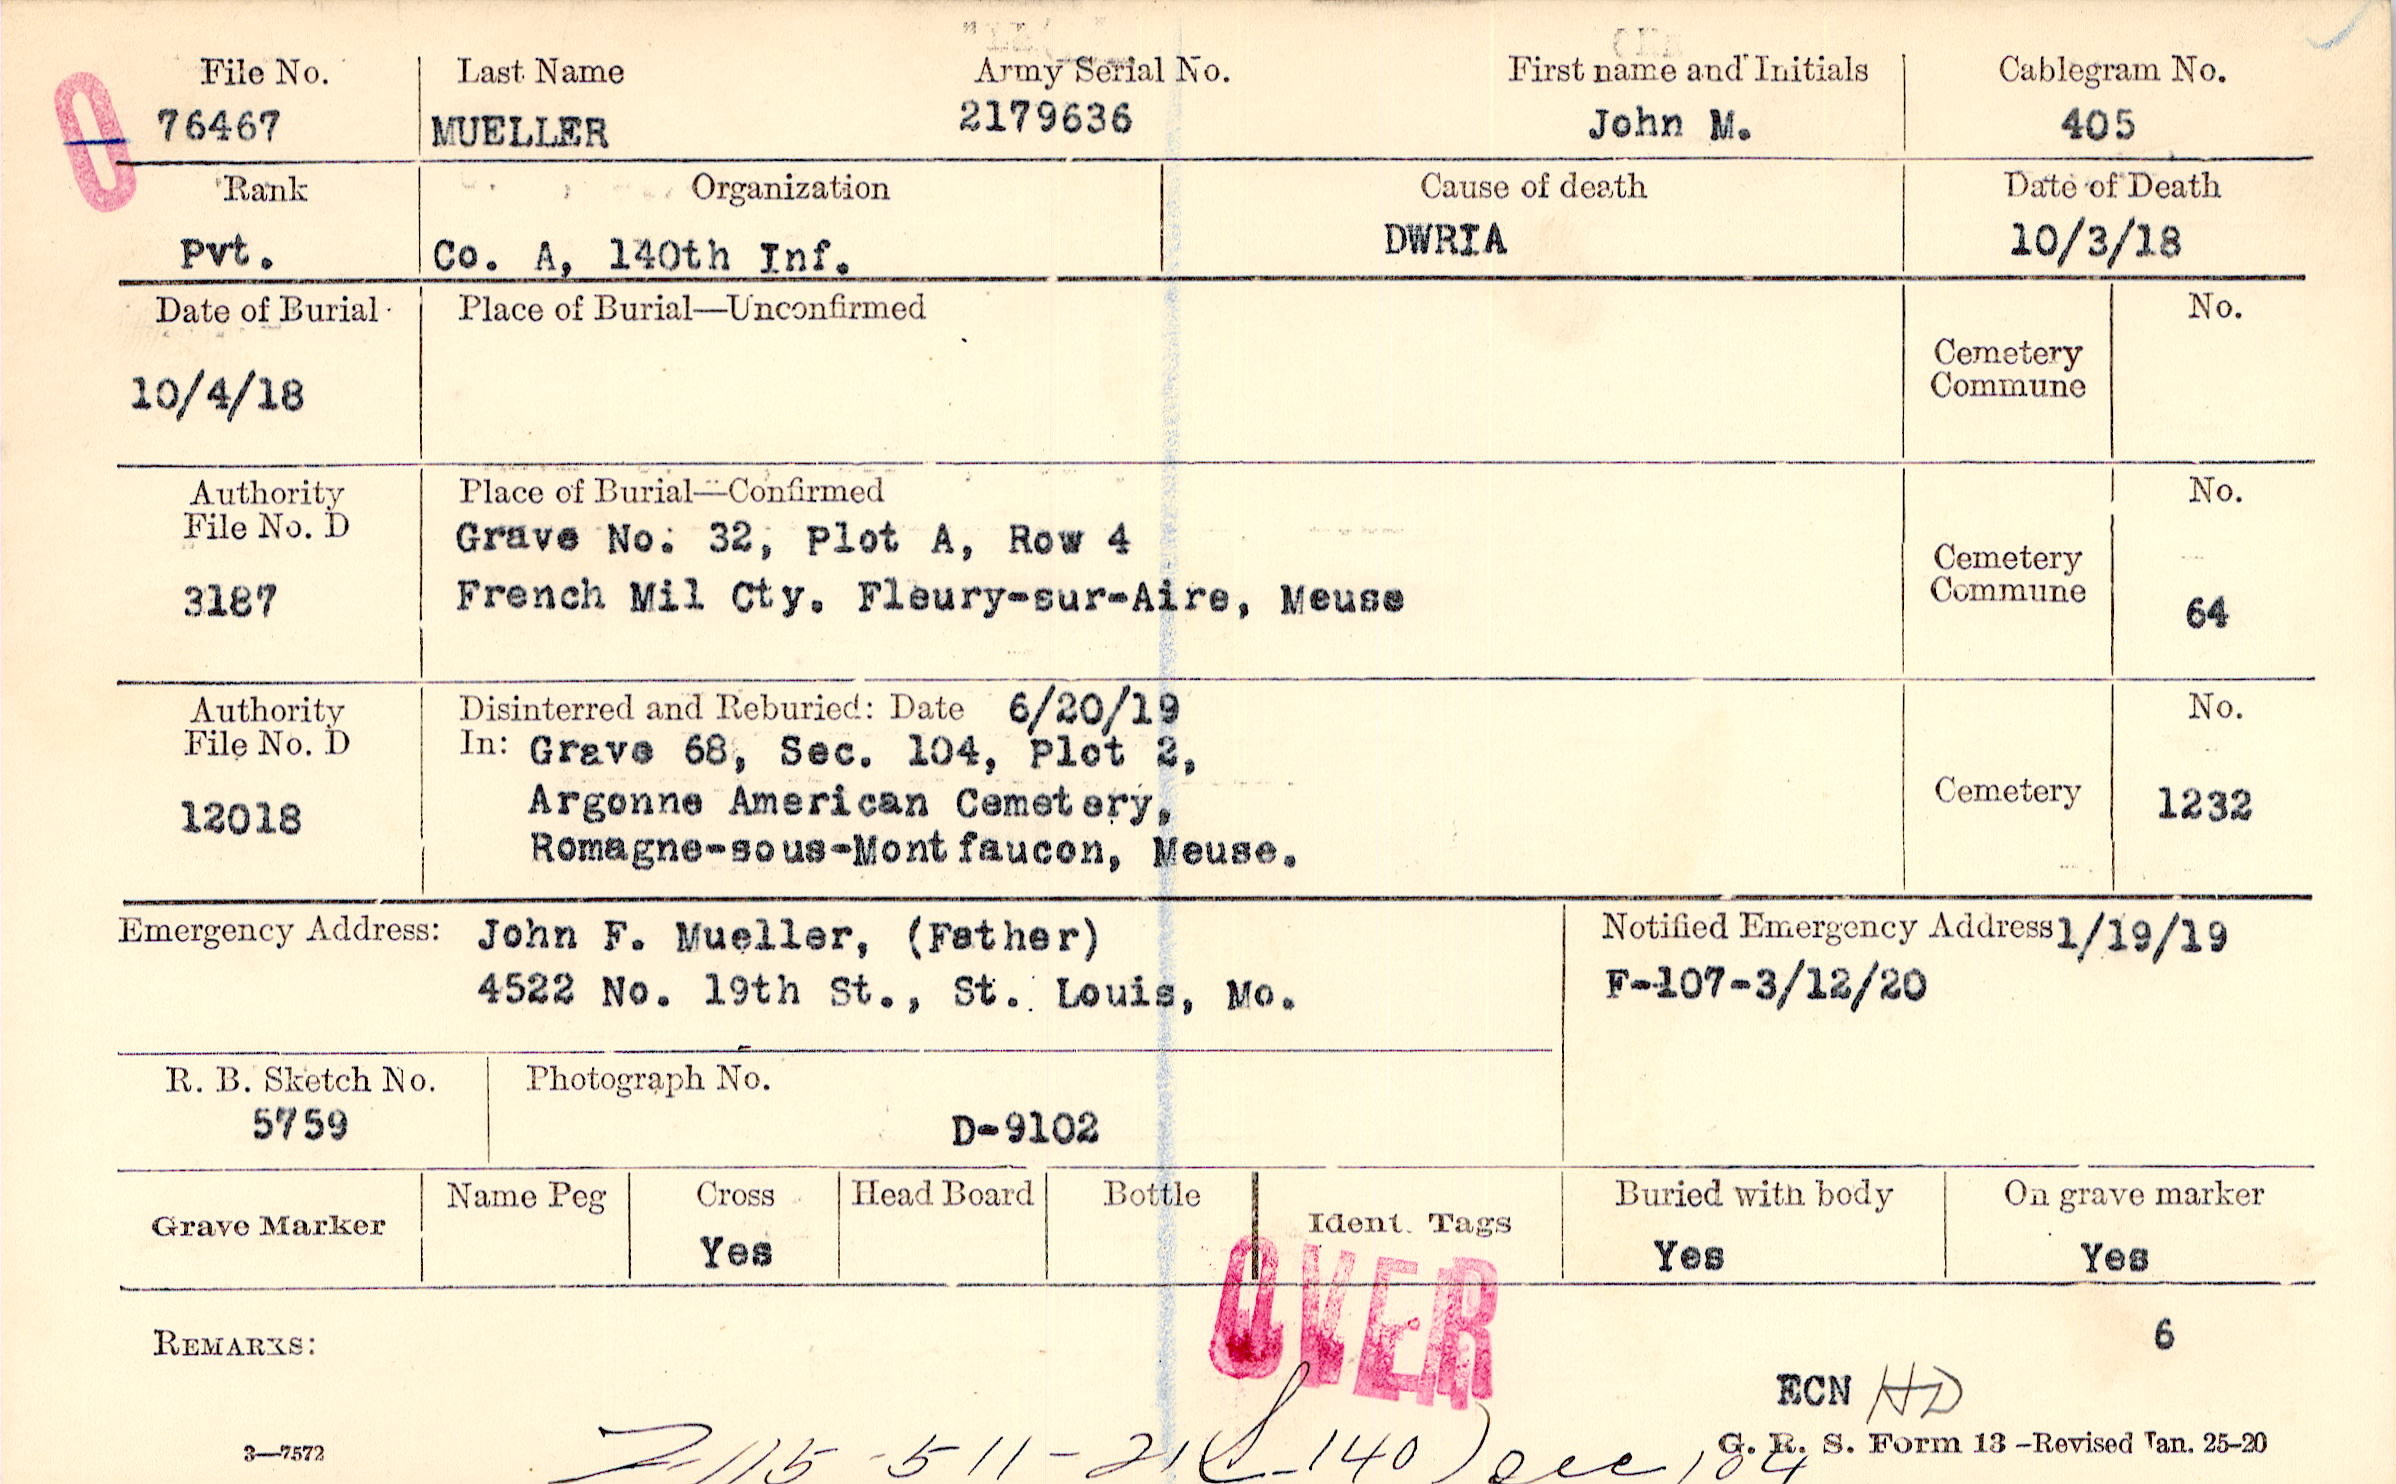 File No. Last Name Army Serial No. First name and Initials Cablegram No.
76467 MUELLER 2179636 John M. 405
O
Rank Organization Cause of death Date of Death
Pvt. Co. A, 140th Inf. DWRIA 10/3/18
Date of Burial Place of Burial—Unconfirmed No.
Cemetery
Commune
10/4/18
Authority Place of Burial—Confirmed No.
File No. D Grave No. 32, Plot A, Row 4
Cemetery
Commune
3187 French Mil Cty. Fleury-sur-Aire, Meuse 64
Authority Disinterred and Reburied: Date 6/20/19 No.
File No. D In: Grave 68, Sec. 104, Plot 2,
12018 Argonne American Cemetery, Cemetery 1232
Romagne-sous-Montfaucon, Meuse.
Emergency Address: John F. Mueller, (Father) Notified Emergency Address 1/19/19
4522 No. 19th St., St. Louis, Mo. F-107-3/12/20
R. B. Sketch No. Photograph No.
5759 D-9102
Grave Marker Name Peg Cross Head Board Bottle Ident. Tags Buried with body On grave marker
Yes Yes Yes
OVER
REMARKS: 6
ECN HD
3—7572 G. R. S. Form 13—Revised Jan. 25-20